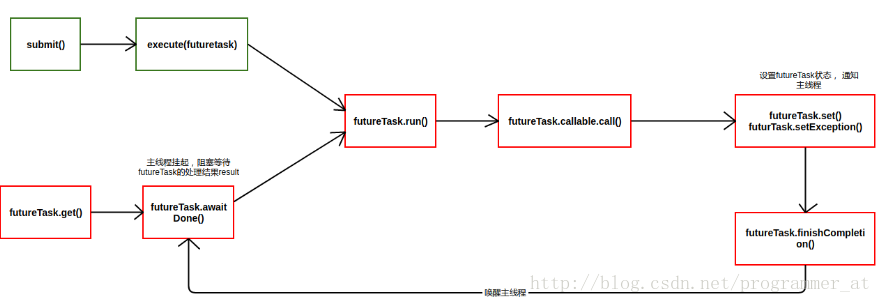 submit()
execute(futuretask)
设置futureTask状态，通知
主线程
futureTask.run()
futureTask.callable.call()
futureTask.set()
futurTask.setException()
主线程挂起，阻塞等待
futureTask的处理结果result
futureTask.get()
futureTask.await
Done()
futureTask.finishCompleti
on()
唤醒主线程
http://blog.csdn.net/programmer_at